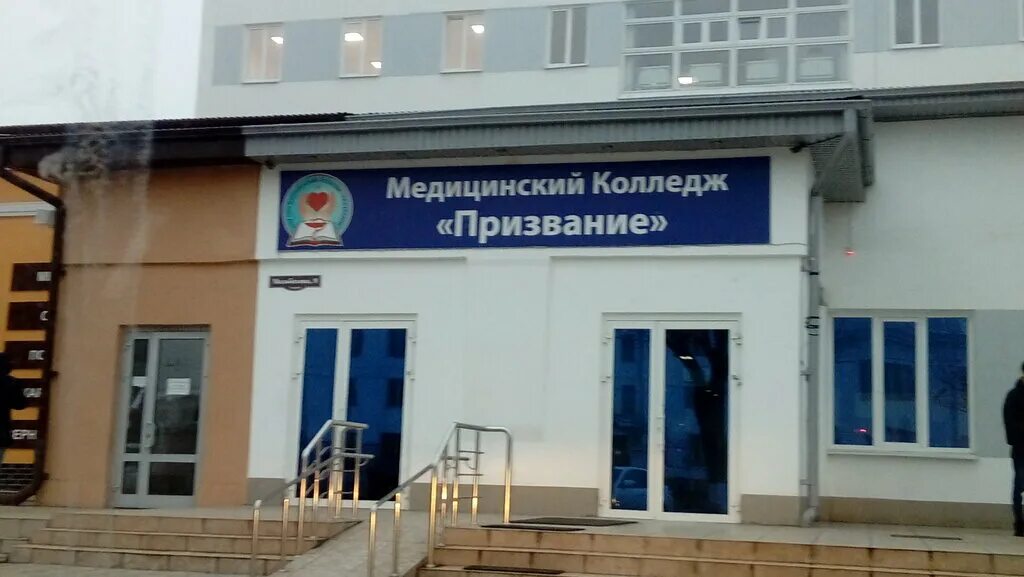 Медицинский Колледж
«Призвание»